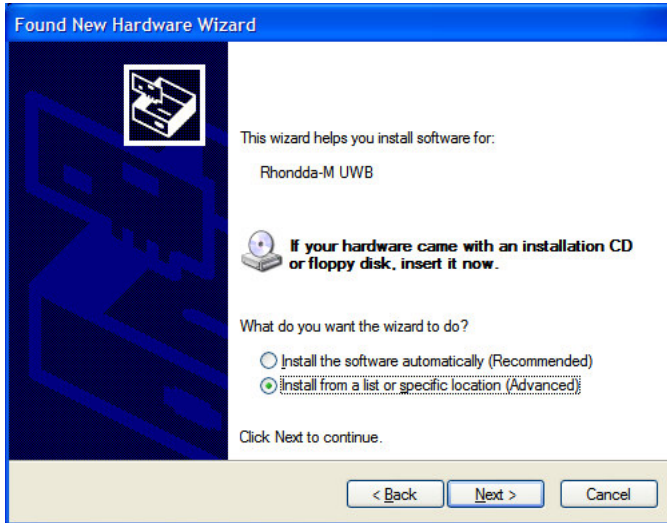 Found New Hardware Wizard
This wizard helps you install software for:
Rhondda-M UWB
If your hardware came with an installation CD
or floppy disk, insert it now.
What do you want the wizard to do?
Install the software automatically (Recommended)
Install from a list or specific location (Advanced)
Click Next to continue.
< Back Next > Cancel